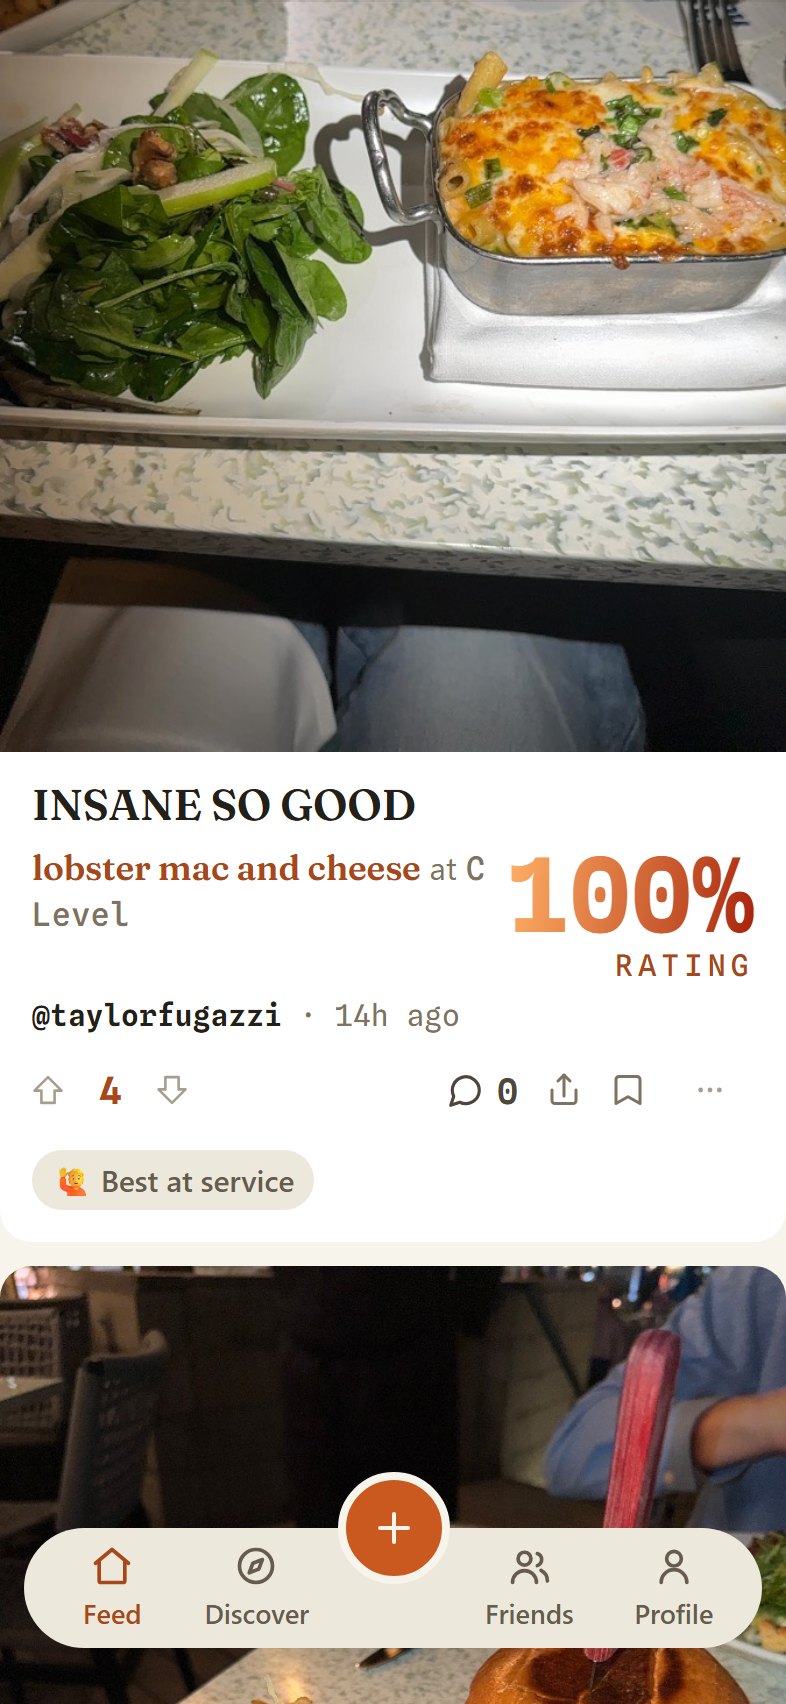 INSANE SO GOOD
lobster mac and cheese at C
Level
100%
RATING
@taylorfugazzi · 14h ago
4
0
🙋 Best at service
Feed
Discover
Friends
Profile